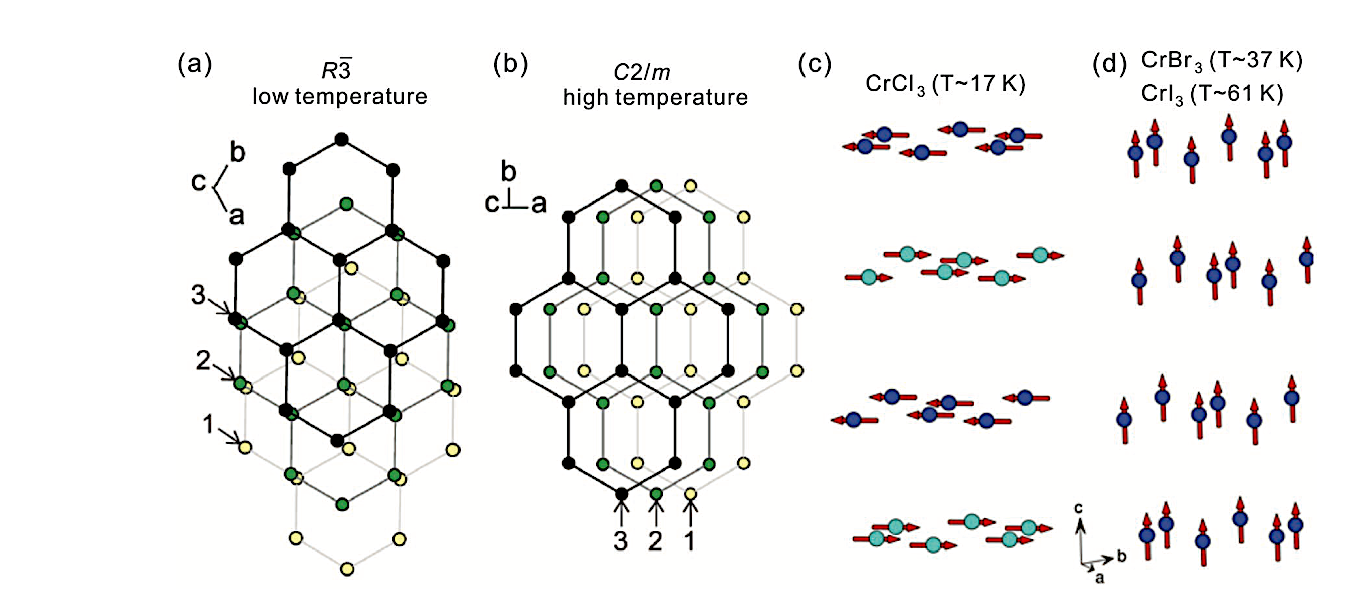 (a)
R3̅
low temperature
b
c
a
3
2
1
(b)
C2/m
high temperature
b
c a
3 2 1
(c)
CrCl₃ (T~17 K)
(d)
CrBr₃ (T~37 K)
CrI₃ (T~61 K)
c
b
a